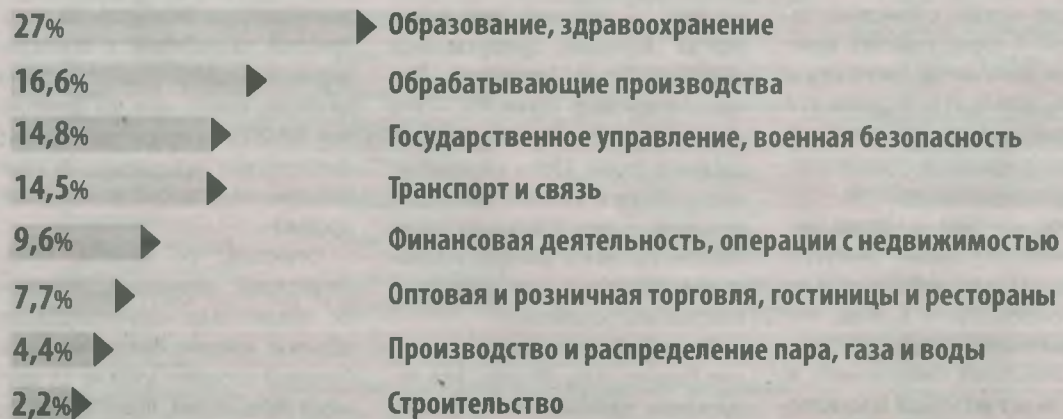 27% Образование, здравоохранение
16,6% Обрабатывающие производства
14,8% Государственное управление, военная безопасность
14,5% Транспорт и связь
9,6% Финансовая деятельность, операции с недвижимостью
7,7% Оптовая и розничная торговля, гостиницы и рестораны
4,4% Производство и распределение пара, газа и воды
2,2% Строительство